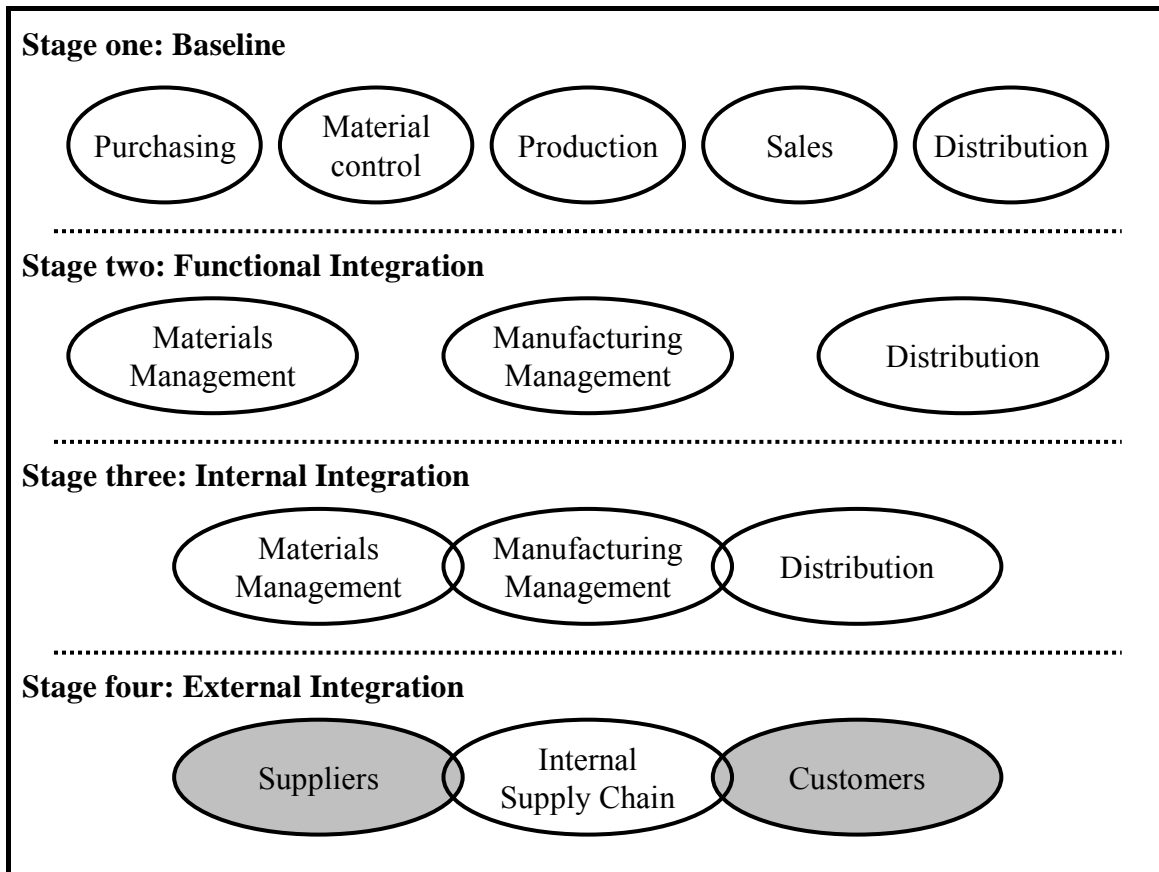 Stage one: Baseline
Purchasing
Material
control
Production
Sales
Distribution
Stage two: Functional Integration
Materials
Management
Manufacturing
Management
Distribution
Stage three: Internal Integration
Materials
Management
Manufacturing
Management
Distribution
Stage four: External Integration
Suppliers
Internal
Supply Chain
Customers